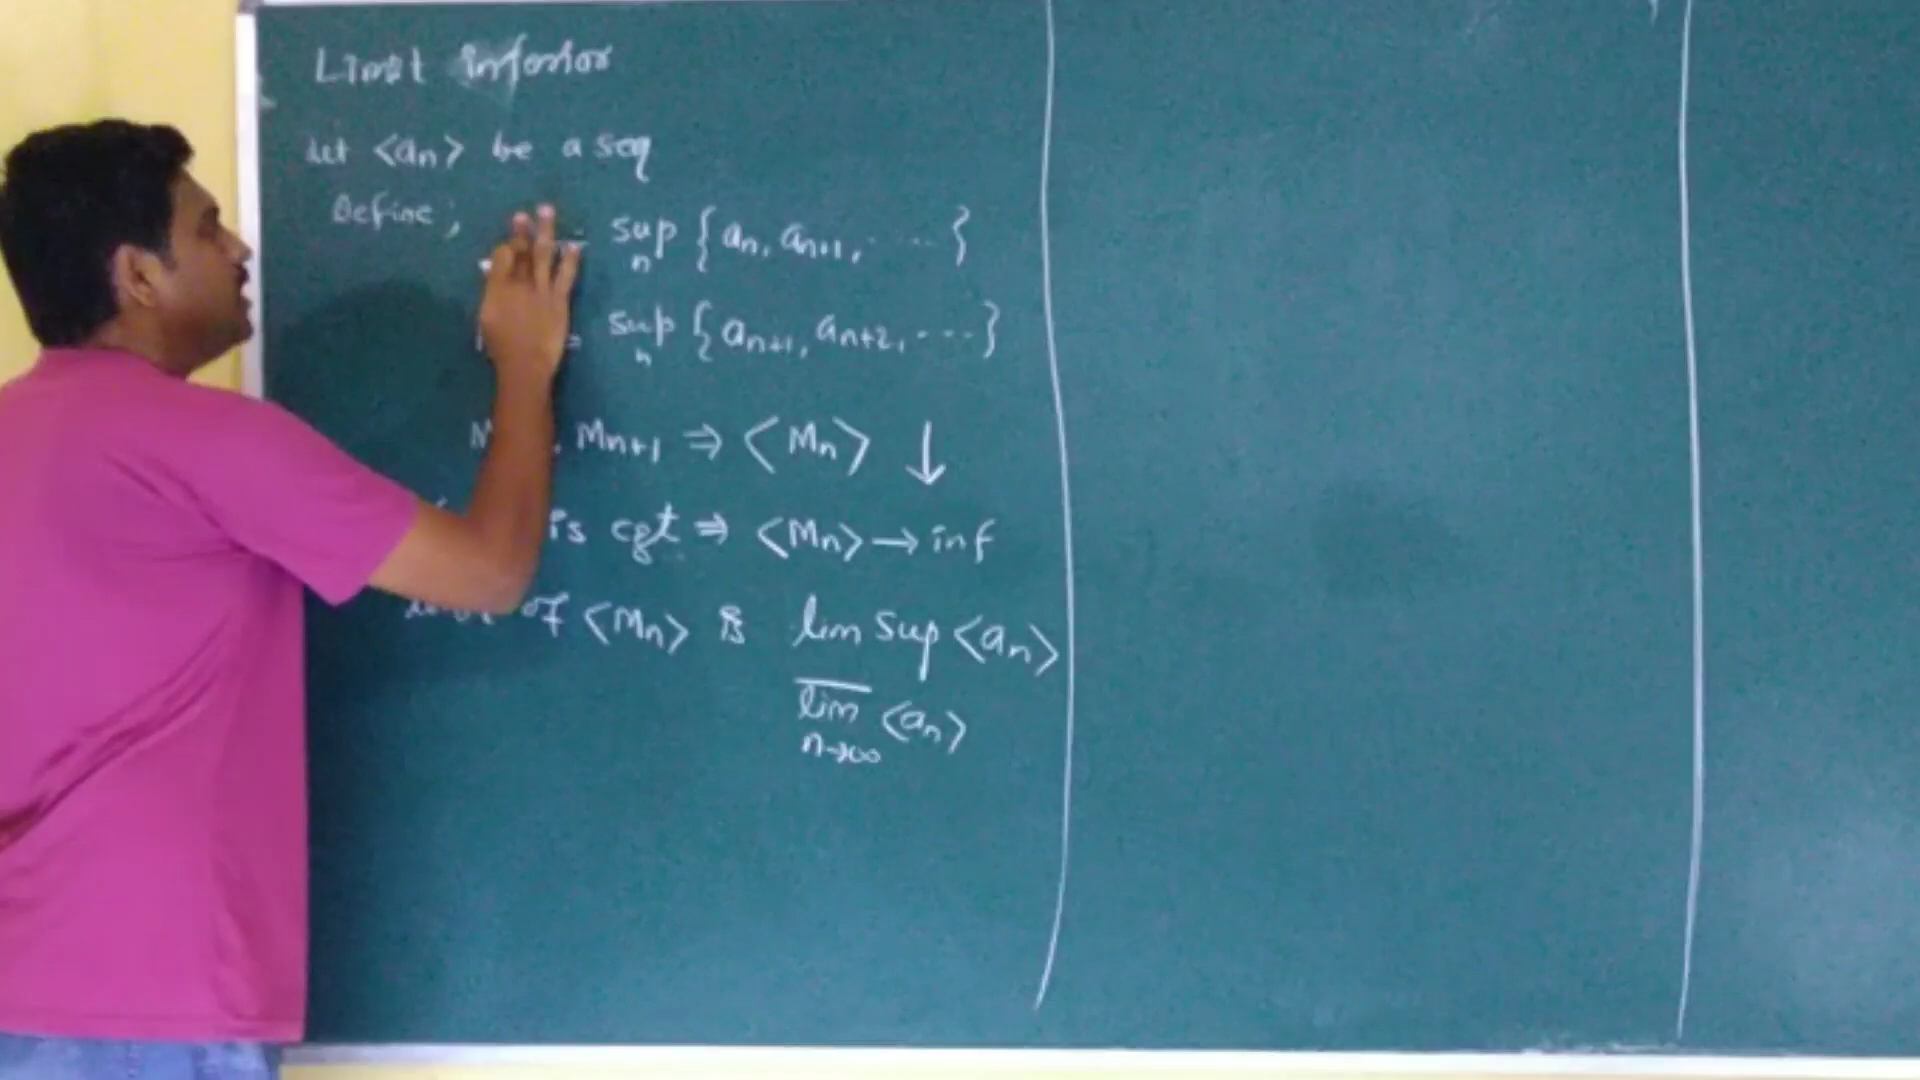 Limit inferior
Let <an> be a seq
Define; = sup n { an, an+1, ..... }
= sup n { an+1, an+2, .... }
Mn+1 ⇒ <Mn> ↓
is cgt ⇒ <Mn> → inf
of <Mn> is lim sup <an>
l̅i̅m̅ n→∞ <an>